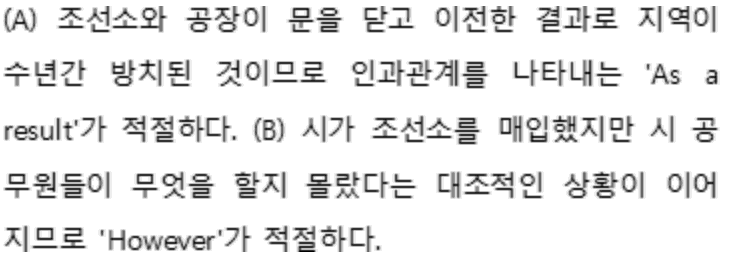 (A) 조선소와 공장이 문을 닫고 이전한 결과로 지역이
수년간 방치된 것이므로 인과관계를 나타내는 'As a
result'가 적절하다. (B) 시가 조선소를 매입했지만 시 공
무원들이 무엇을 할지 몰랐다는 대조적인 상황이 이어
지므로 'However'가 적절하다.